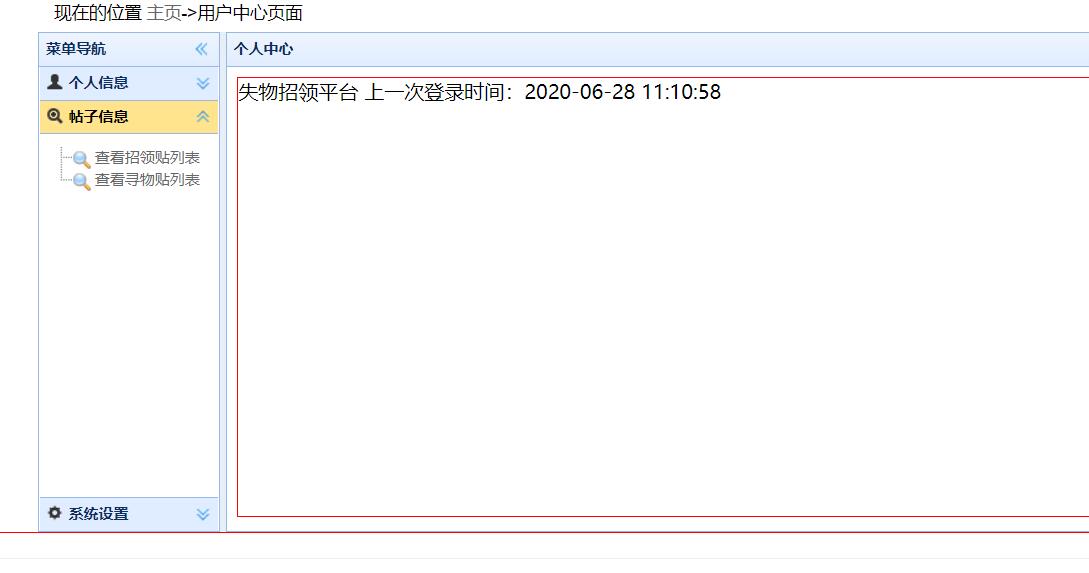 现在的位置 主页->用户中心页面
菜单导航
个人信息
帖子信息
查看招领贴列表
查看寻物贴列表
系统设置
个人中心
失物招领平台 上一次登录时间：2020-06-28 11:10:58